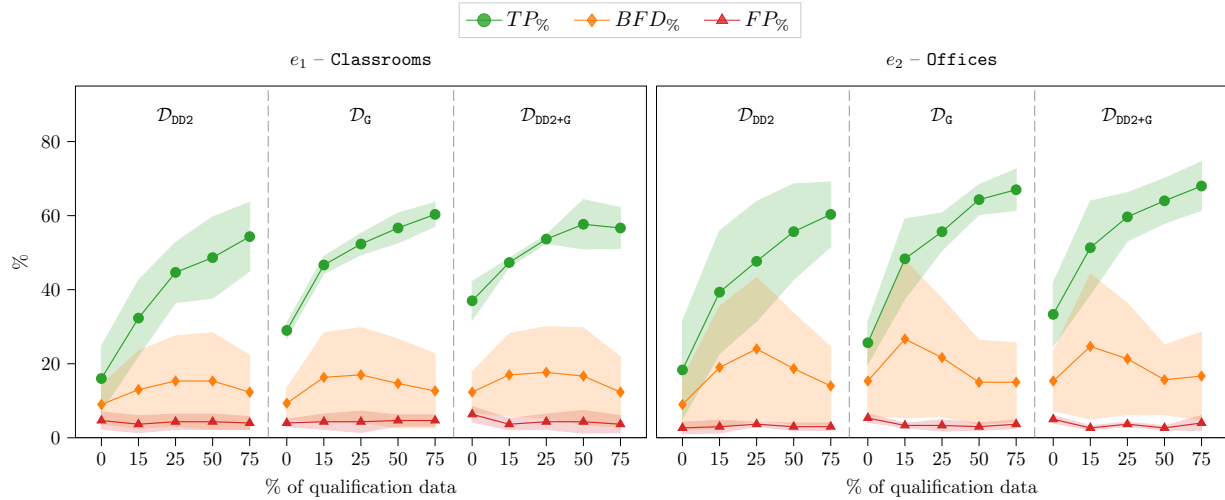 TP% BFD% FP%
e₁ – Classrooms
e₂ – Offices
𝒟DD2 𝒟G 𝒟DD2+G
𝒟DD2 𝒟G 𝒟DD2+G
80
60
40
20
0
%
0 15 25 50 75 0 15 25 50 75 0 15 25 50 75
0 15 25 50 75 0 15 25 50 75 0 15 25 50 75
% of qualification data
% of qualification data